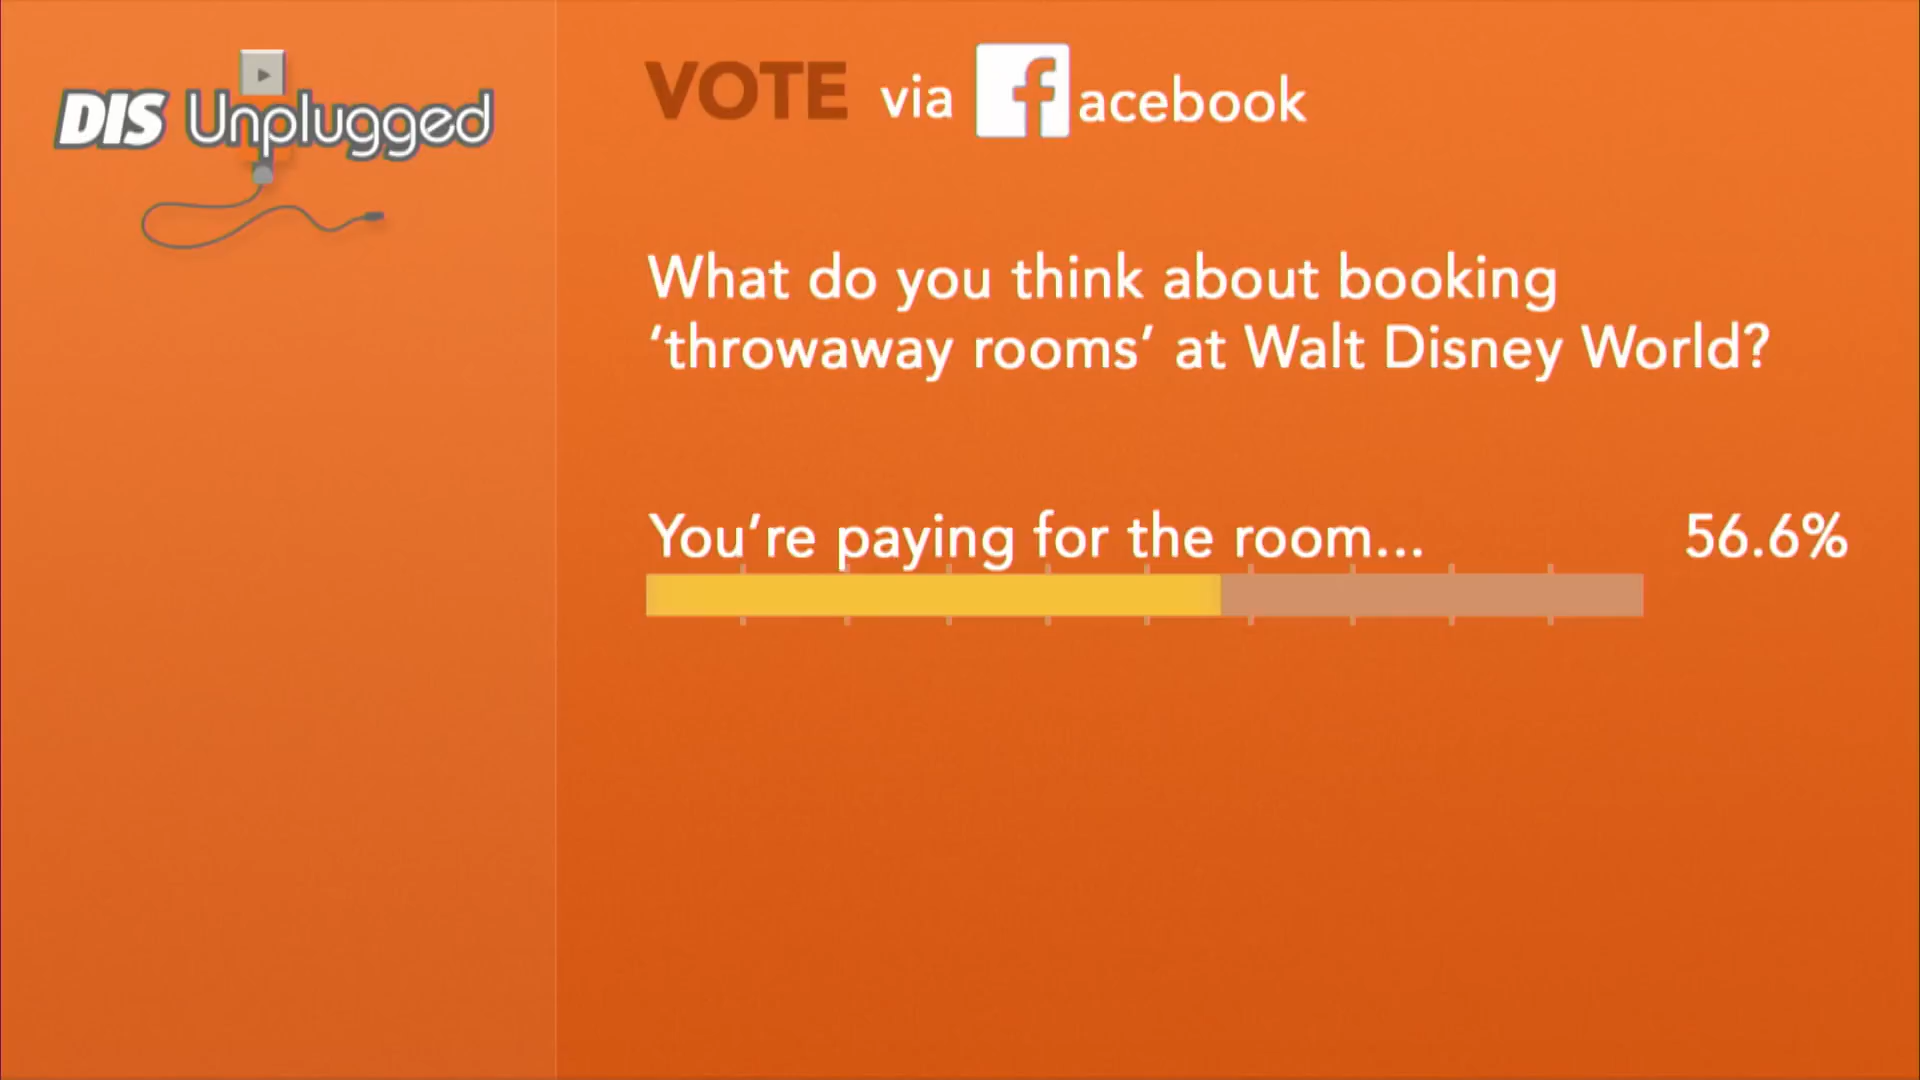 DIS Unplugged
VOTE via facebook
What do you think about booking
‘throwaway rooms’ at Walt Disney World?
You’re paying for the room... 56.6%